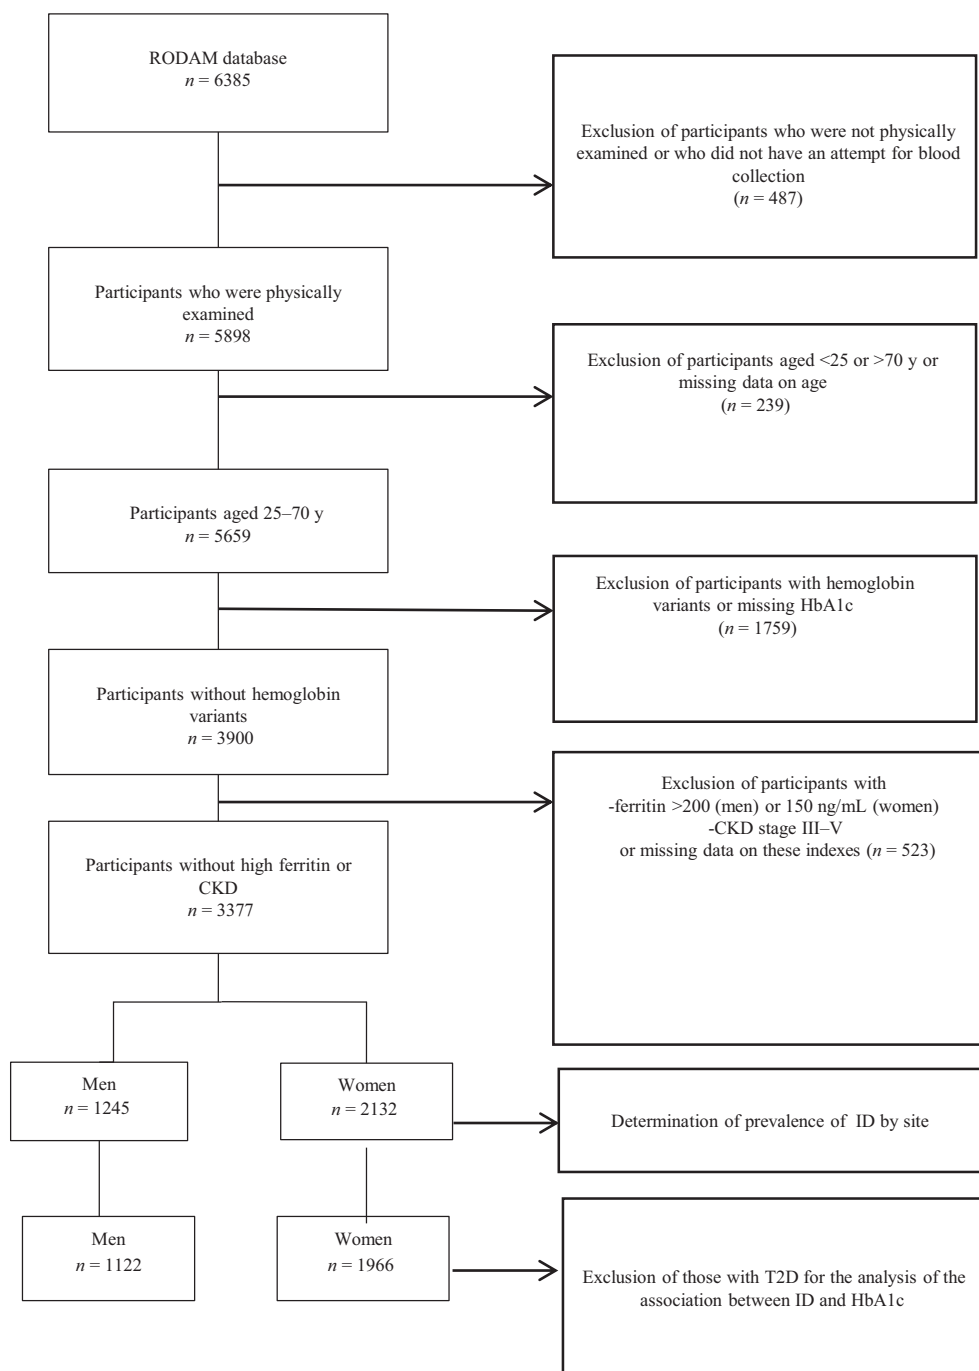 RODAM database
n = 6385
Exclusion of participants who were not physically
examined or who did not have an attempt for blood
collection
(n = 487)
Participants who were physically
examined
n = 5898
Exclusion of participants aged <25 or >70 y or
missing data on age
(n = 239)
Participants aged 25–70 y
n = 5659
Exclusion of participants with hemoglobin
variants or missing HbA1c
(n = 1759)
Participants without hemoglobin
variants
n = 3900
Exclusion of participants with
-ferritin >200 (men) or 150 ng/mL (women)
-CKD stage III–V
or missing data on these indexes (n = 523)
Participants without high ferritin or
CKD
n = 3377
Men
n = 1245
Women
n = 2132
Determination of prevalence of ID by site
Men
n = 1122
Women
n = 1966
Exclusion of those with T2D for the analysis of the
association between ID and HbA1c